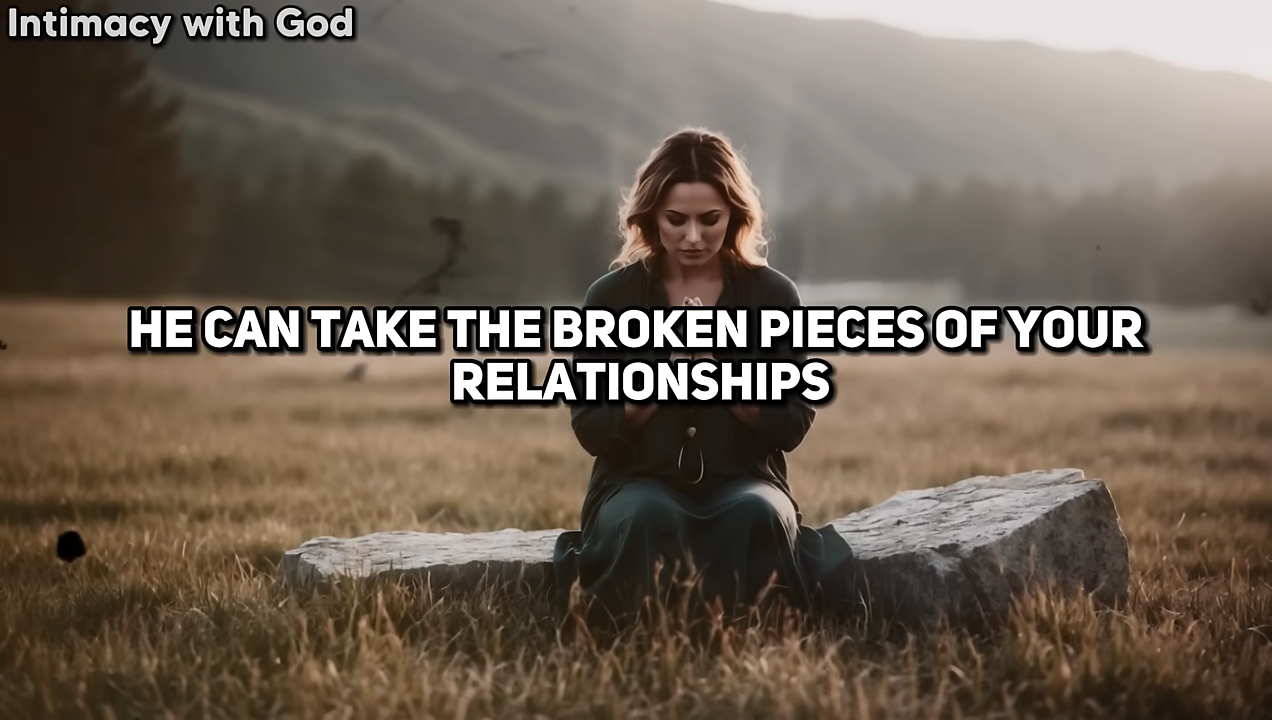 Intimacy with God
HE CAN TAKE THE BROKEN PIECES OF YOUR
RELATIONSHIPS